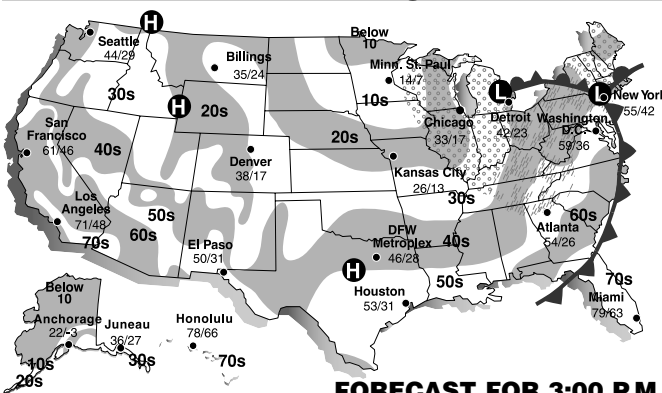 H
Seattle
44/29
Billings
35/24
Below
10
Minn. St. Paul
14/7
30s
H
20s
10s
L
L
New York
55/42
San
Francisco
61/46
40s
20s
Chicago
33/17
Detroit
42/23
Washington
D.C.
59/36
Denver
38/17
Kansas City
26/13
30s
Los
Angeles
71/48
70s
50s
60s
El Paso
50/31
DFW
Metroplex
46/28
40s
Atlanta
54/26
60s
H
Houston
53/31
50s
70s
Miami
79/63
Below
10
Anchorage
22/-3
Juneau
36/27
Honolulu
78/66
10s
20s
30s
70s
FORECAST FOR 3:00 P.M.